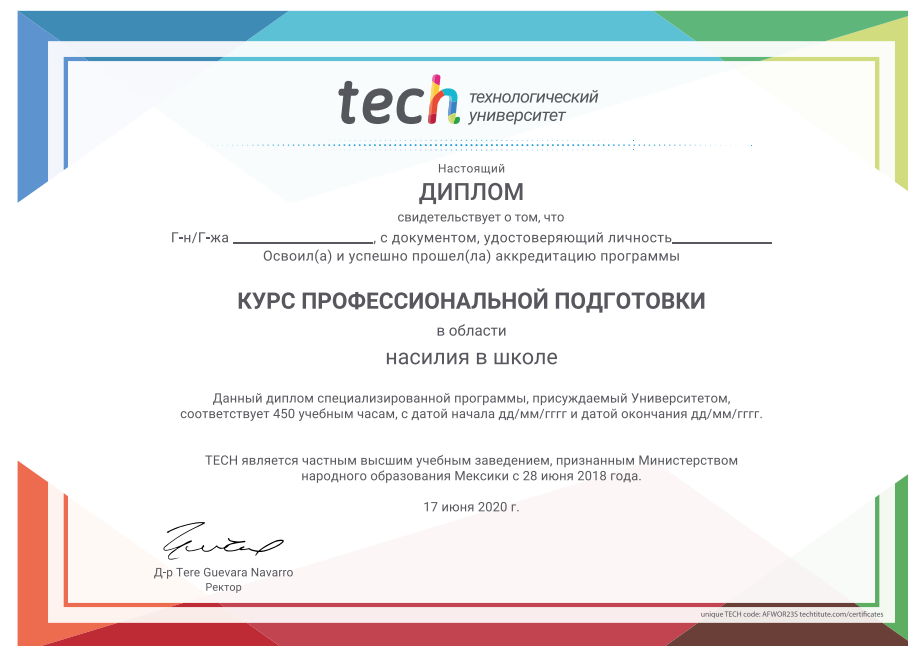 tech технологический
университет
Настоящий
ДИПЛОМ
свидетельствует о том, что
Г-н/Г-жа ____________________, с документом, удостоверяющий личность______________
Освоил(а) и успешно прошел(ла) аккредитацию программы
КУРС ПРОФЕССИОНАЛЬНОЙ ПОДГОТОВКИ
в области
насилия в школе
Данный диплом специализированной программы, присуждаемый Университетом,
соответствует 450 учебным часам, с датой начала дд/мм/гггг и датой окончания дд/мм/гггг.
TECH является частным высшим учебным заведением, признанным Министерством
народного образования Мексики с 28 июня 2018 года.
17 июня 2020 г.
Д-р Tere Guevara Navarro
Ректор
unique TECH code: AFWOR23S techtitute.com/certificates